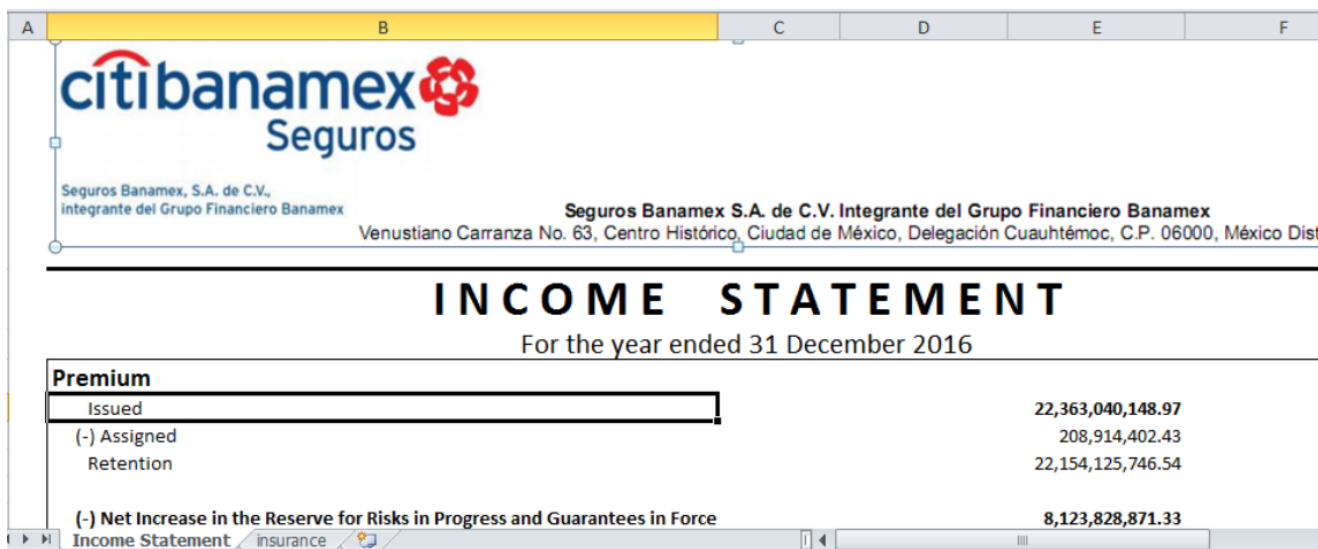 A B C D E F
citibanamex
Seguros
Seguros Banamex, S.A. de C.V.,
integrante del Grupo Financiero Banamex
Seguros Banamex S.A. de C.V. Integrante del Grupo Financiero Banamex
Venustiano Carranza No. 63, Centro Histórico, Ciudad de México, Delegación Cuauhtémoc, C.P. 06000, México Dist
INCOME STATEMENT
For the year ended 31 December 2016
Premium
Issued 22,363,040,148.97
(-) Assigned 208,914,402.43
Retention 22,154,125,746.54
(-) Net Increase in the Reserve for Risks in Progress and Guarantees in Force 8,123,828,871.33
Income Statement insurance